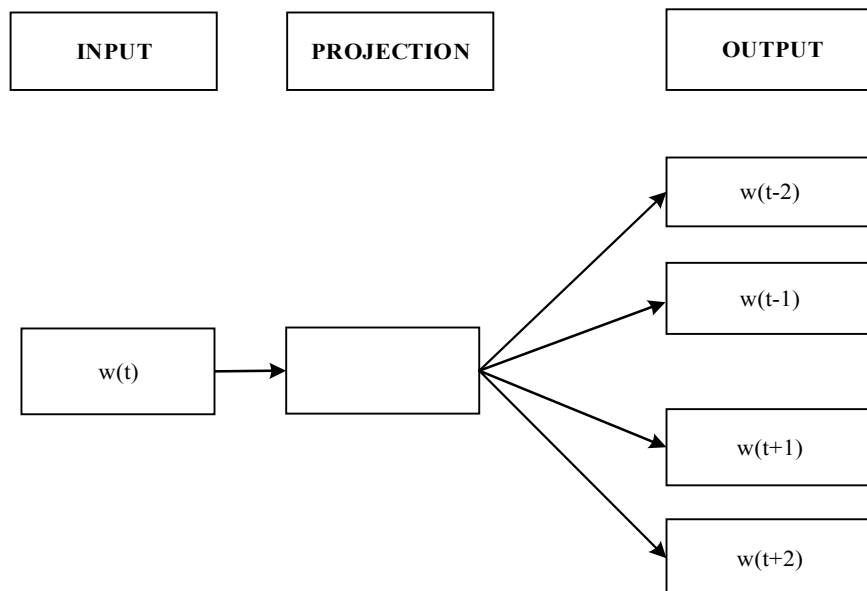 INPUT
PROJECTION
OUTPUT
w(t-2)
w(t-1)
w(t)
w(t+1)
w(t+2)